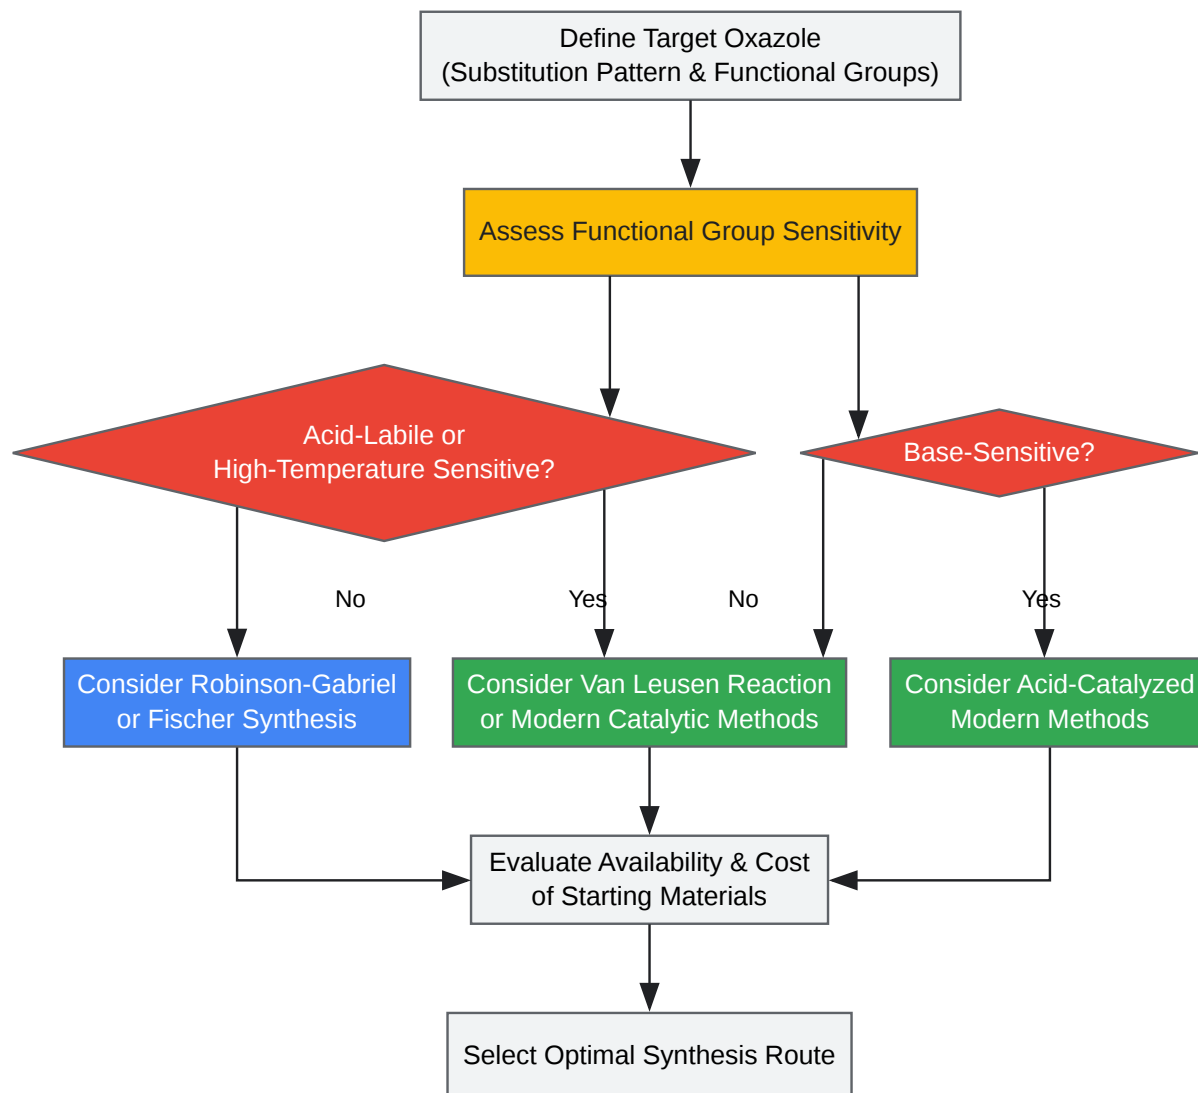 Define Target Oxazole
(Substitution Pattern & Functional Groups)
Assess Functional Group Sensitivity
Acid-Labile or
High-Temperature Sensitive?
Base-Sensitive?
No
Yes
No
Yes
Consider Robinson-Gabriel
or Fischer Synthesis
Consider Van Leusen Reaction
or Modern Catalytic Methods
Consider Acid-Catalyzed
Modern Methods
Evaluate Availability & Cost
of Starting Materials
Select Optimal Synthesis Route